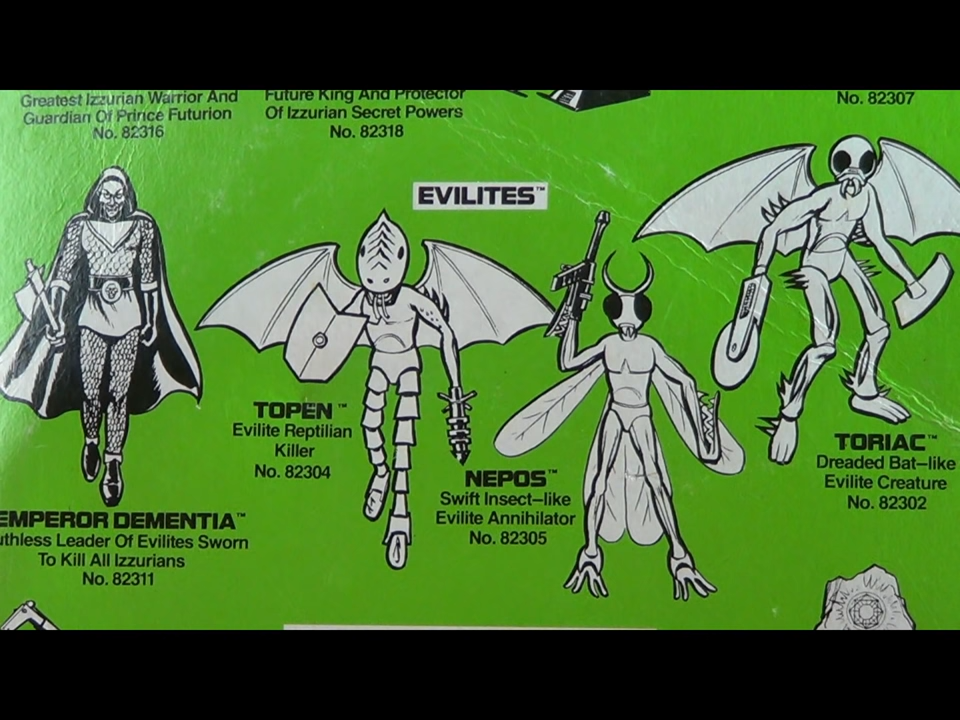 Greatest Izzurian Warrior And
Guardian Of Prince Futurion
No. 82316
Future King And Protector
Of Izzurian Secret Powers
No. 82318
No. 82307
EVILITES™
EMPEROR DEMENTIA™
uthless Leader Of Evilites Sworn
To Kill All Izzurians
No. 82311
TOPEN™
Evilite Reptilian
Killer
No. 82304
NEPOS™
Swift Insect-like
Evilite Annihilator
No. 82305
TORIAC™
Dreaded Bat-like
Evilite Creature
No. 82302